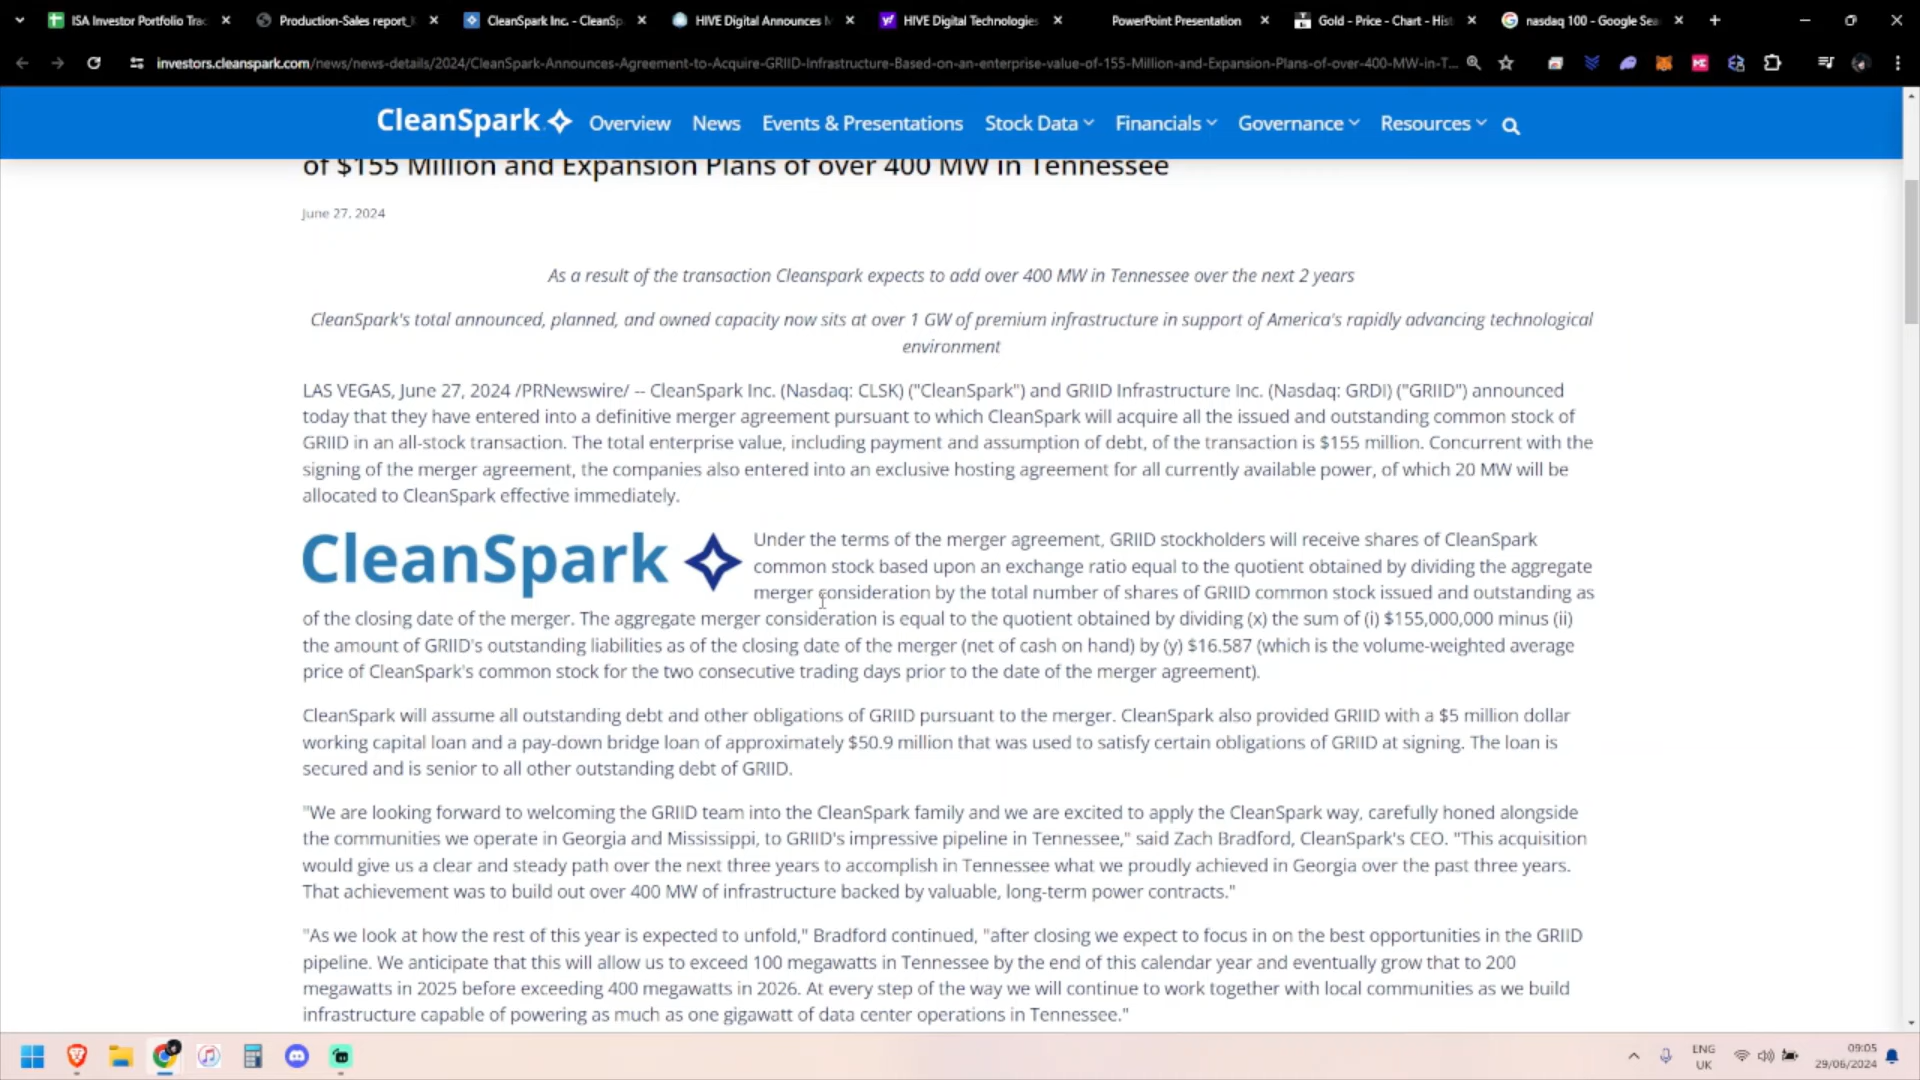 ISA Investor Portfolio Trac
Production-Sales report_
CleanSpark Inc. - CleanSp
HIVE Digital Announces
HIVE Digital Technologies
PowerPoint Presentation
Gold - Price - Chart - Hist
nasdaq 100 - Google Sea
investors.cleanspark.com/news/news-details/2024/CleanSpark-Announces-Agreement-to-Acquire-GRIID-Infrastructure-Based-on-an-enterprise-value-of-155-Million-and-Expansion-Plans-of-over-400-MW-in-T...
CleanSpark Overview News Events & Presentations Stock Data Financials Governance Resources
of $155 Million and Expansion Plans of over 400 MW in Tennessee
June 27, 2024
As a result of the transaction Cleanspark expects to add over 400 MW in Tennessee over the next 2 years
CleanSpark's total announced, planned, and owned capacity now sits at over 1 GW of premium infrastructure in support of America's rapidly advancing technological
environment
LAS VEGAS, June 27, 2024 /PRNewswire/ -- CleanSpark Inc. (Nasdaq: CLSK) ("CleanSpark") and GRIID Infrastructure Inc. (Nasdaq: GRDI) ("GRIID") announced
today that they have entered into a definitive merger agreement pursuant to which CleanSpark will acquire all the issued and outstanding common stock of
GRIID in an all-stock transaction. The total enterprise value, including payment and assumption of debt, of the transaction is $155 million. Concurrent with the
signing of the merger agreement, the companies also entered into an exclusive hosting agreement for all currently available power, of which 20 MW will be
allocated to CleanSpark effective immediately.
CleanSpark
Under the terms of the merger agreement, GRIID stockholders will receive shares of CleanSpark
common stock based upon an exchange ratio equal to the quotient obtained by dividing the aggregate
merger consideration by the total number of shares of GRIID common stock issued and outstanding as
of the closing date of the merger. The aggregate merger consideration is equal to the quotient obtained by dividing (x) the sum of (i) $155,000,000 minus (ii)
the amount of GRIID's outstanding liabilities as of the closing date of the merger (net of cash on hand) by (y) $16.587 (which is the volume-weighted average
price of CleanSpark's common stock for the two consecutive trading days prior to the date of the merger agreement).
CleanSpark will assume all outstanding debt and other obligations of GRIID pursuant to the merger. CleanSpark also provided GRIID with a $5 million dollar
working capital loan and a pay-down bridge loan of approximately $50.9 million that was used to satisfy certain obligations of GRIID at signing. The loan is
secured and is senior to all other outstanding debt of GRIID.
"We are looking forward to welcoming the GRIID team into the CleanSpark family and we are excited to apply the CleanSpark way, carefully honed alongside
the communities we operate in Georgia and Mississippi, to GRIID's impressive pipeline in Tennessee," said Zach Bradford, CleanSpark's CEO. "This acquisition
would give us a clear and steady path over the next three years to accomplish in Tennessee what we proudly achieved in Georgia over the past three years.
That achievement was to build out over 400 MW of infrastructure backed by valuable, long-term power contracts."
"As we look at how the rest of this year is expected to unfold," Bradford continued, "after closing we expect to focus in on the best opportunities in the GRIID
pipeline. We anticipate that this will allow us to exceed 100 megawatts in Tennessee by the end of this calendar year and eventually grow that to 200
megawatts in 2025 before exceeding 400 megawatts in 2026. At every step of the way we will continue to work together with local communities as we build
infrastructure capable of powering as much as one gigawatt of data center operations in Tennessee."
ENG
UK
09:05
29/06/2024